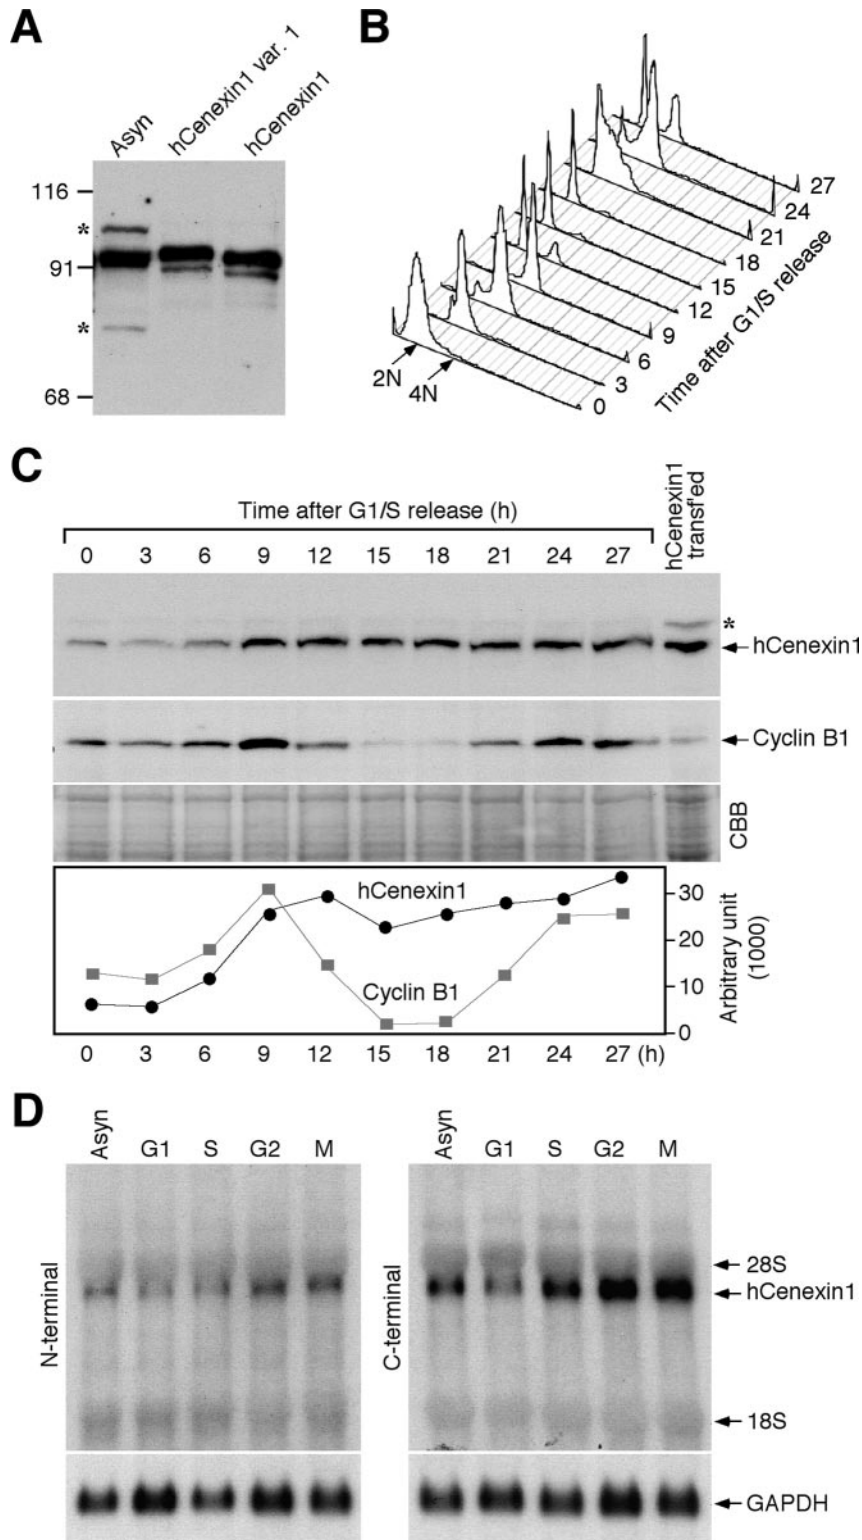 A
Asyn
hCenexin1 var. 1
hCenexin1
116
91
68
*
*
B
2N
4N
0
3
6
9
12
15
18
21
24
27
Time after G1/S release
C
Time after G1/S release (h)
0 3 6 9 12 15 18 21 24 27
hCenexin1
transf'ed
*
hCenexin1
Cyclin B1
CBB
hCenexin1
Cyclin B1
30
20
10
0
Arbitrary unit
(1000)
0 3 6 9 12 15 18 21 24 27 (h)
D
Asyn G1 S G2 M
N-terminal
Asyn G1 S G2 M
C-terminal
28S
hCenexin1
18S
GAPDH